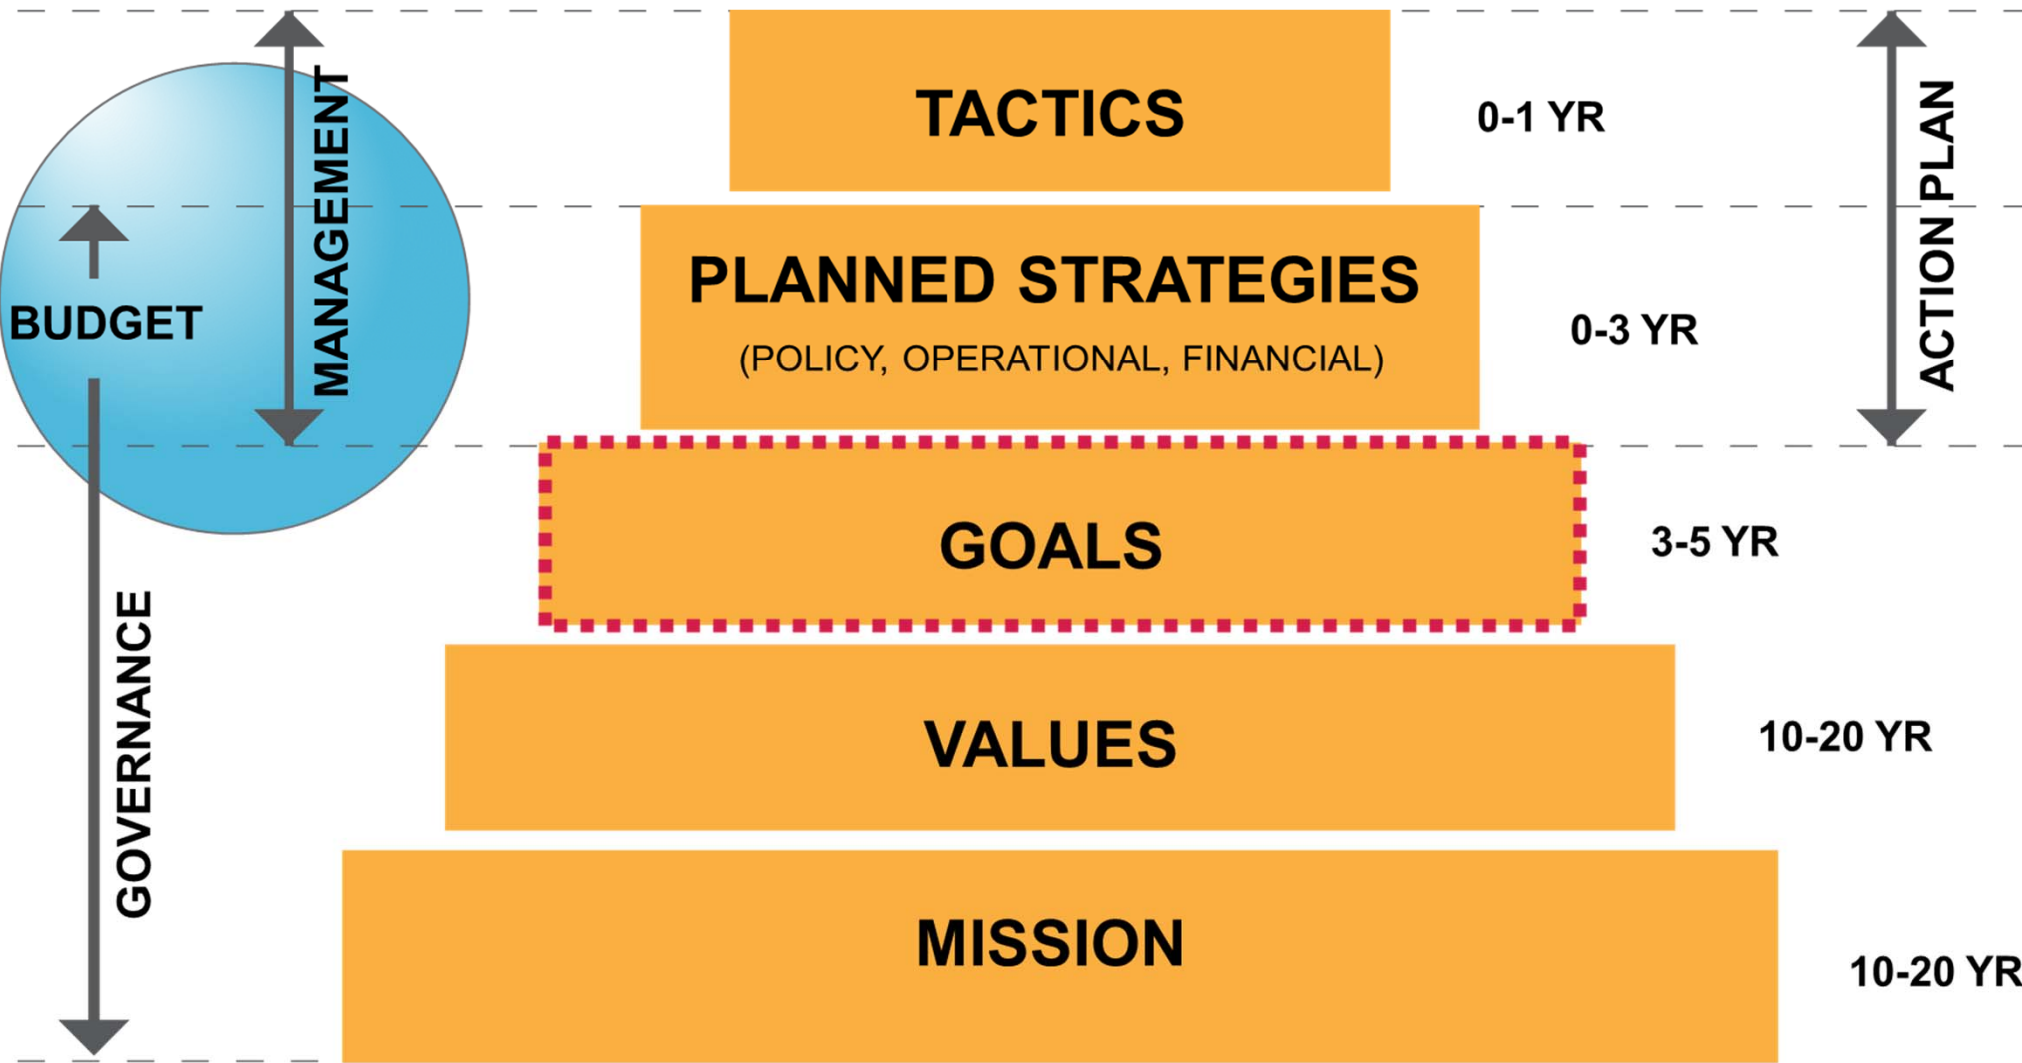 TACTICS
0-1 YR
MANAGEMENT
ACTION PLAN
PLANNED STRATEGIES
(POLICY, OPERATIONAL, FINANCIAL)
0-3 YR
BUDGET
GOALS
3-5 YR
GOVERNANCE
VALUES
10-20 YR
MISSION
10-20 YR